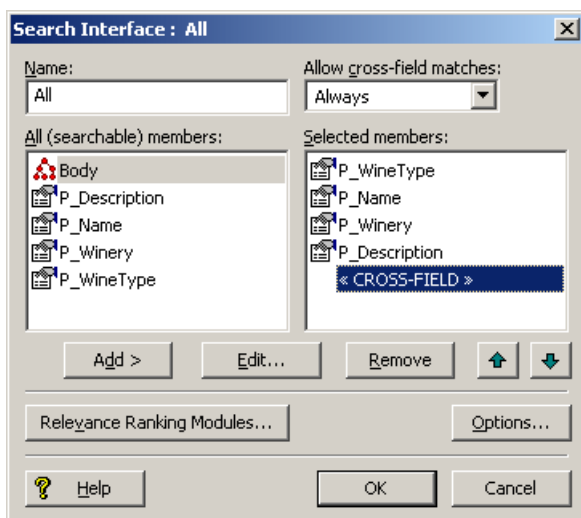 Search Interface : All
Name:
All
Allow cross-field matches:
Always
All (searchable) members:
Body
P_Description
P_Name
P_Winery
P_WineType
Selected members:
P_WineType
P_Name
P_Winery
P_Description
« CROSS-FIELD »
Add >
Edit...
Remove
Relevance Ranking Modules...
Options...
? Help
OK
Cancel